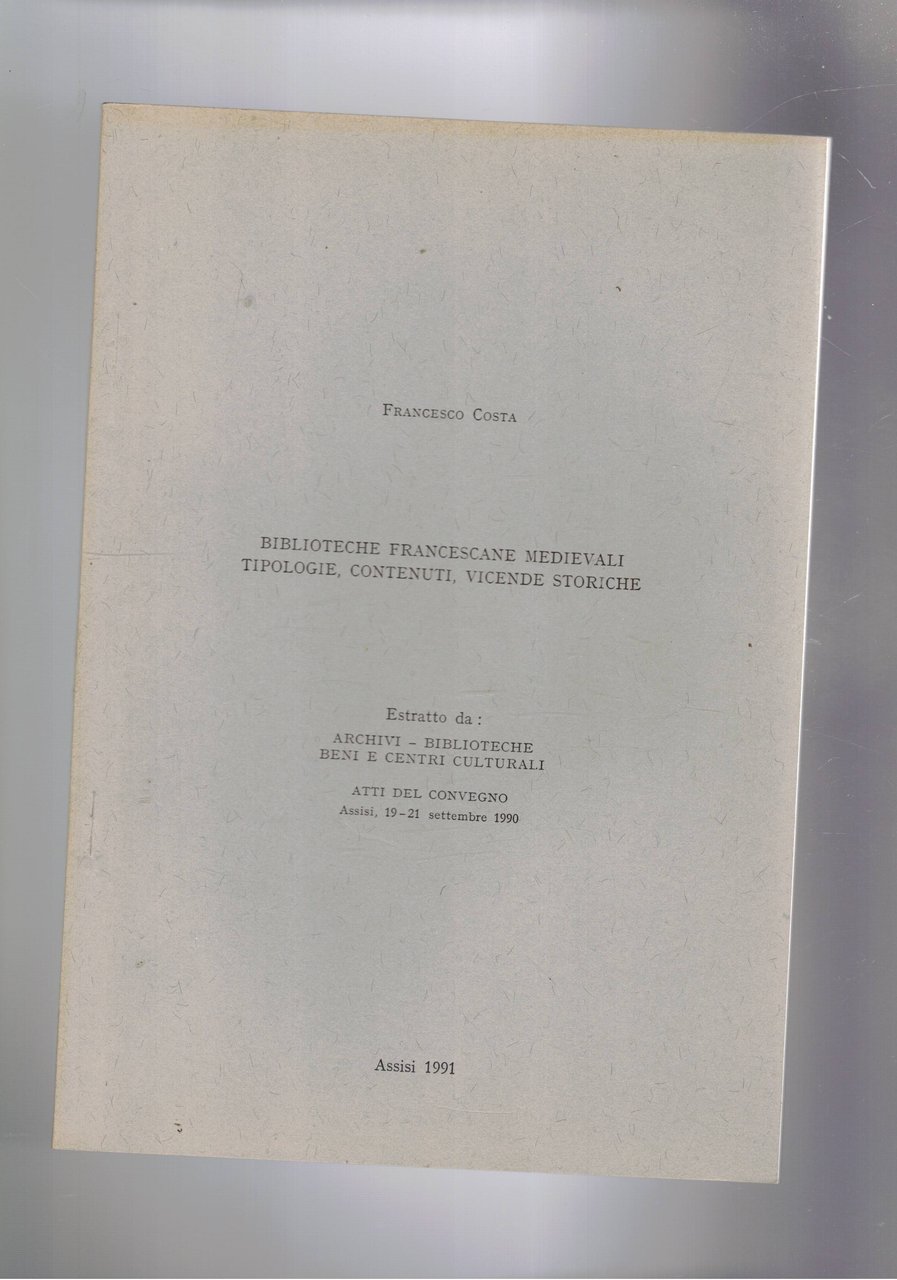 Francesco Costa
BIBLIOTECHE FRANCESCANE MEDIEVALI
TIPOLOGIE, CONTENUTI, VICENDE STORICHE
Estratto da :
ARCHIVI – BIBLIOTECHE
BENI E CENTRI CULTURALI
ATTI DEL CONVEGNO
Assisi, 19–21 settembre 1990
Assisi 1991